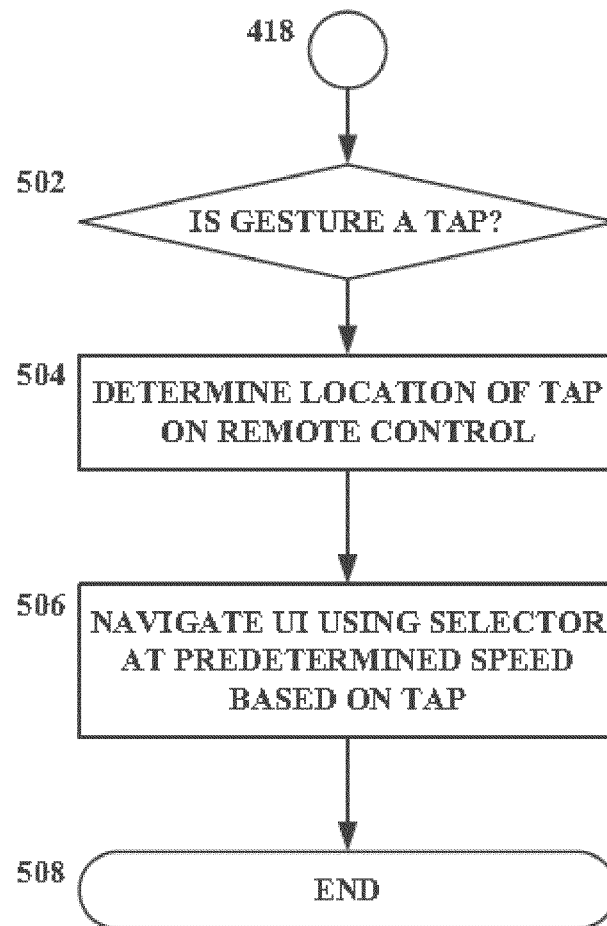 418
502
IS GESTURE A TAP?
504
DETERMINE LOCATION OF TAP
ON REMOTE CONTROL
506
NAVIGATE UI USING SELECTOR
AT PREDETERMINED SPEED
BASED ON TAP
508
END